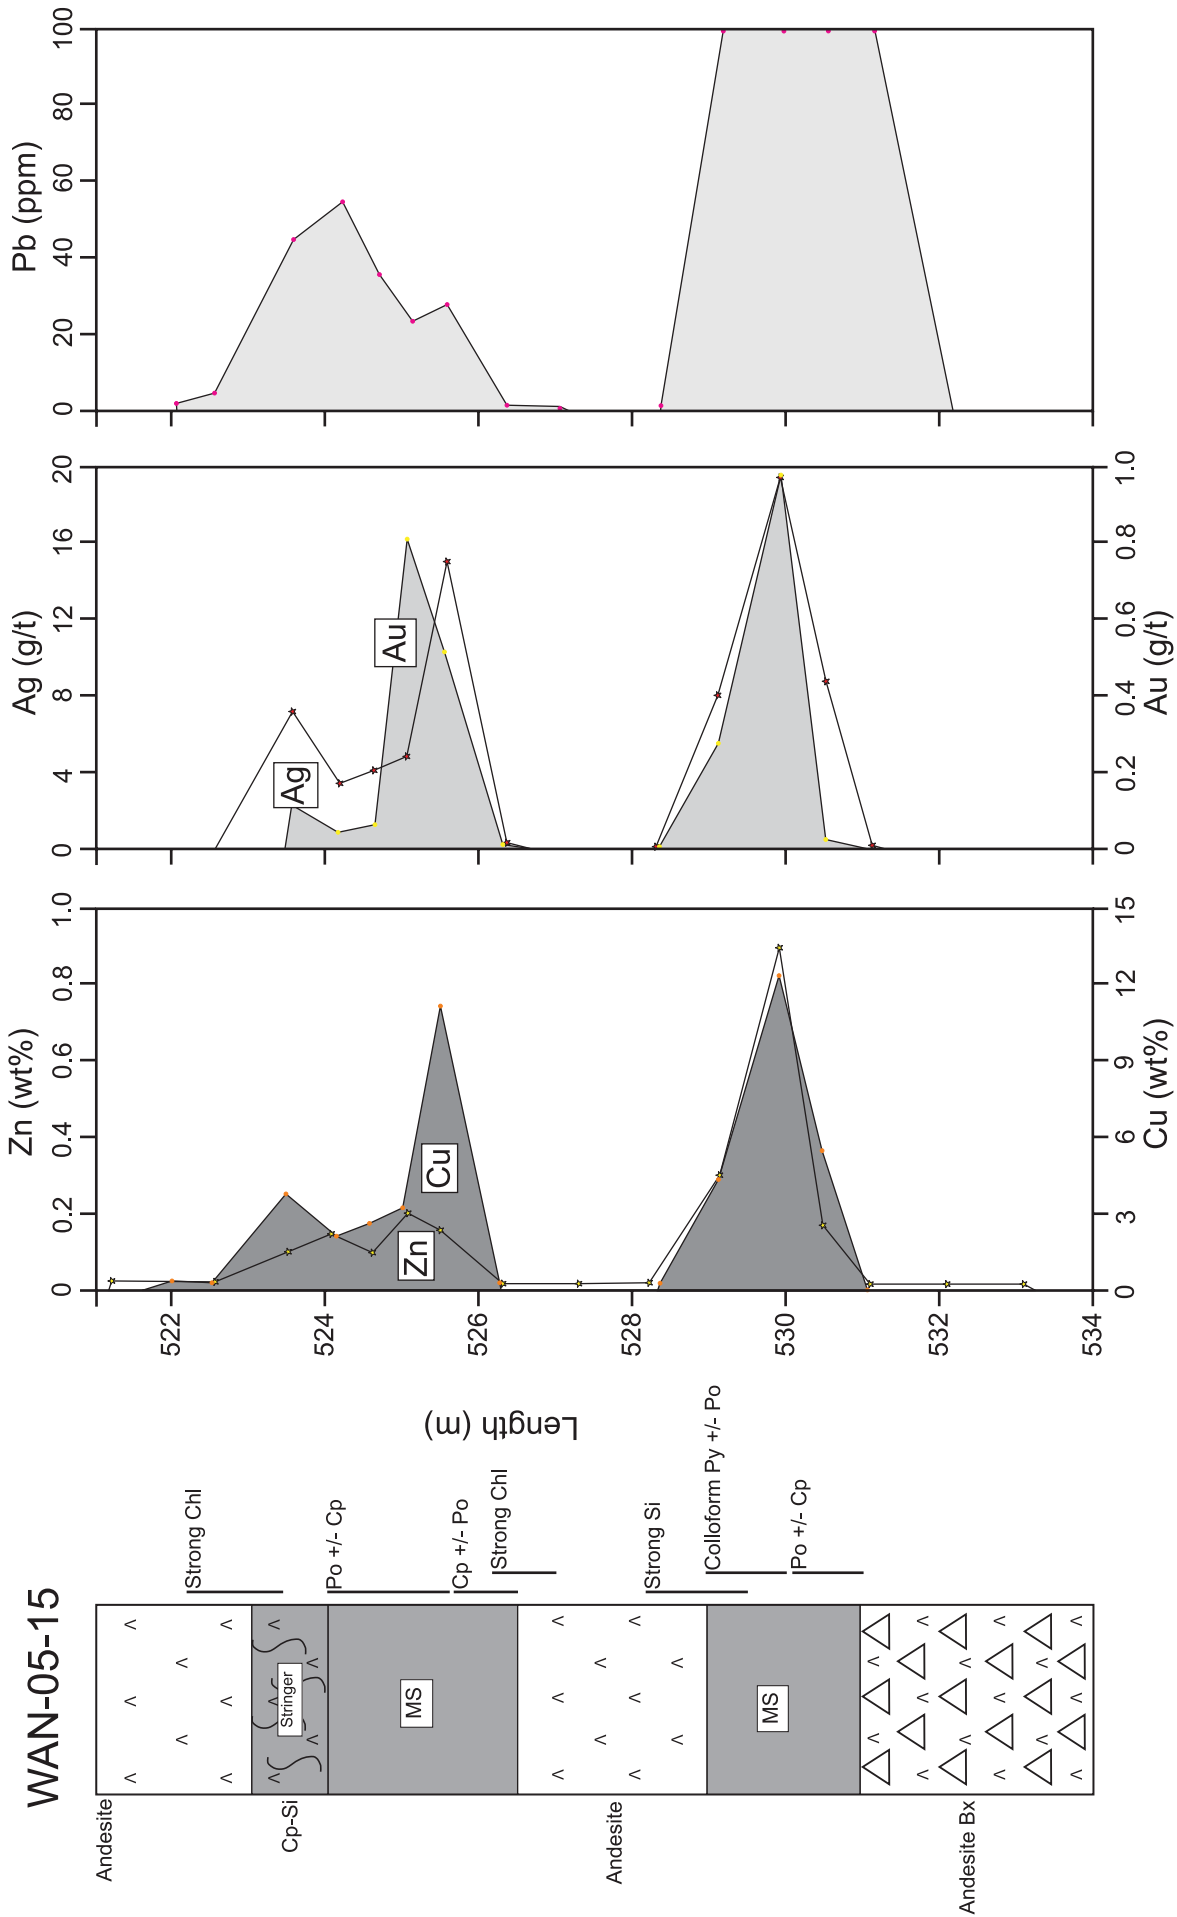 WAN-05-15
Andesite
Cp-Si
Andesite
Andesite Bx
Stringer
MS
MS
Strong Chl
Po +/- Cp
Cp +/- Po
Strong Chl
Strong Si
Colloform Py +/- Po
Po +/- Cp
Length (m)
522
524
526
528
530
532
534
Zn (wt%)
0
0.2
0.4
0.6
0.8
1.0
Zn
Cu
0
3
6
9
12
15
Cu (wt%)
Ag (g/t)
0
4
8
12
16
20
Ag
Au
0
0.2
0.4
0.6
0.8
1.0
Au (g/t)
Pb (ppm)
0
20
40
60
80
100